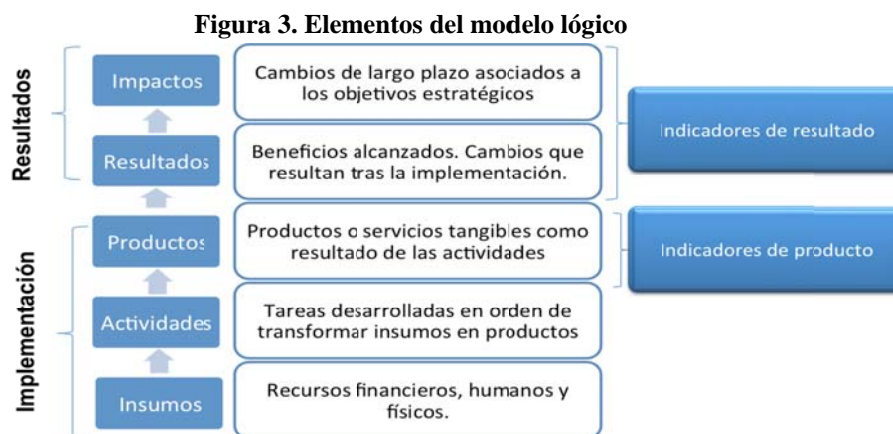 Figura 3. Elementos del modelo lógico
Resultados
Impactos
Cambios de largo plazo asociados a
los objetivos estratégicos
Indicadores de resultado
Resultados
Beneficios alcanzados. Cambios que
resultan tras la implementación.
Implementación
Productos
Productos o servicios tangibles como
resultado de las actividades
Indicadores de producto
Actividades
Tareas desarrolladas en orden de
transformar insumos en productos
Insumos
Recursos financieros, humanos y
físicos.